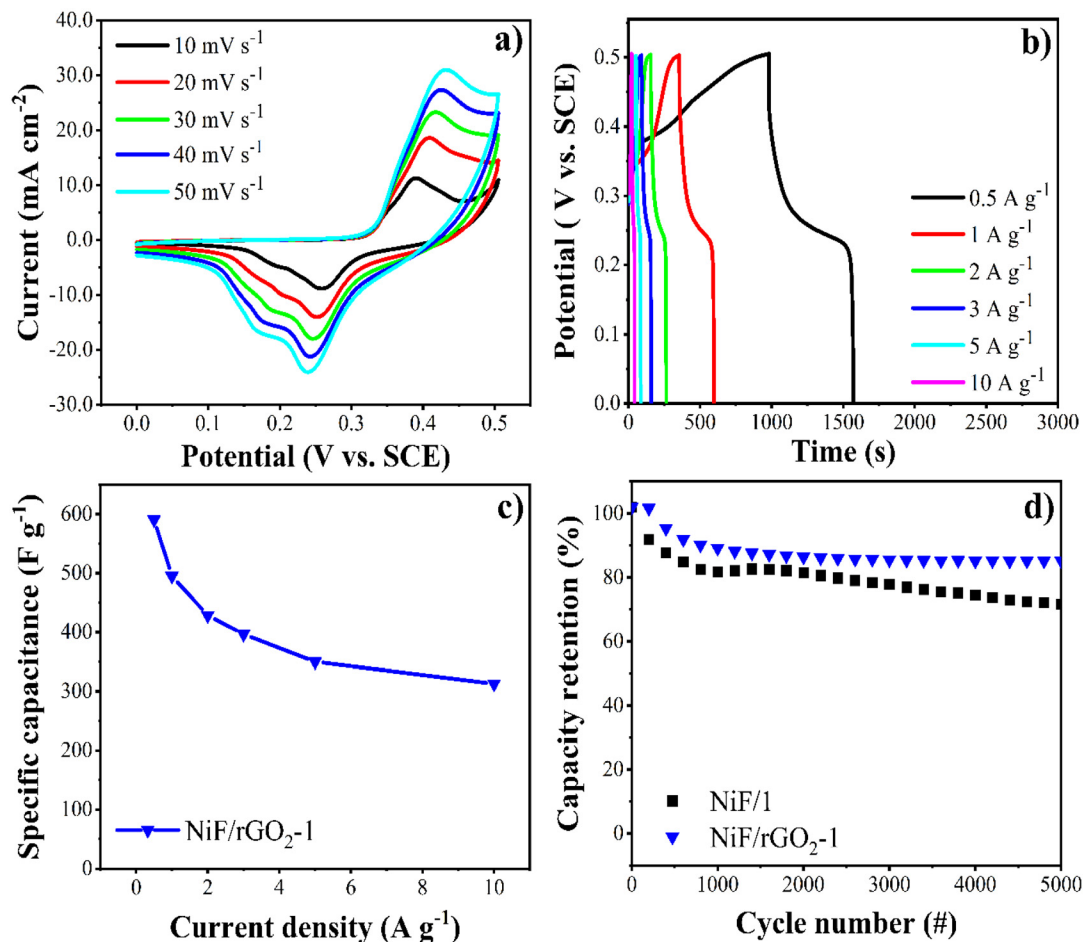 a)
40.0
30.0
20.0
10.0
0.0
-10.0
-20.0
-30.0
Current (mA cm-2)
10 mV s-1
20 mV s-1
30 mV s-1
40 mV s-1
50 mV s-1
0.0 0.1 0.2 0.3 0.4 0.5
Potential (V vs. SCE)
b)
0.5
0.4
0.3
0.2
0.1
0.0
Potential ( V vs. SCE)
0.5 A g-1
1 A g-1
2 A g-1
3 A g-1
5 A g-1
10 A g-1
0 500 1000 1500 2000 2500 3000
Time (s)
c)
600
500
400
300
200
100
0
Specific capacitance (F g-1)
NiF/rGO2-1
0 2 4 6 8 10
Current density (A g-1)
d)
100
80
60
40
20
0
Capacity retention (%)
NiF/1
NiF/rGO2-1
0 1000 2000 3000 4000 5000
Cycle number (#)